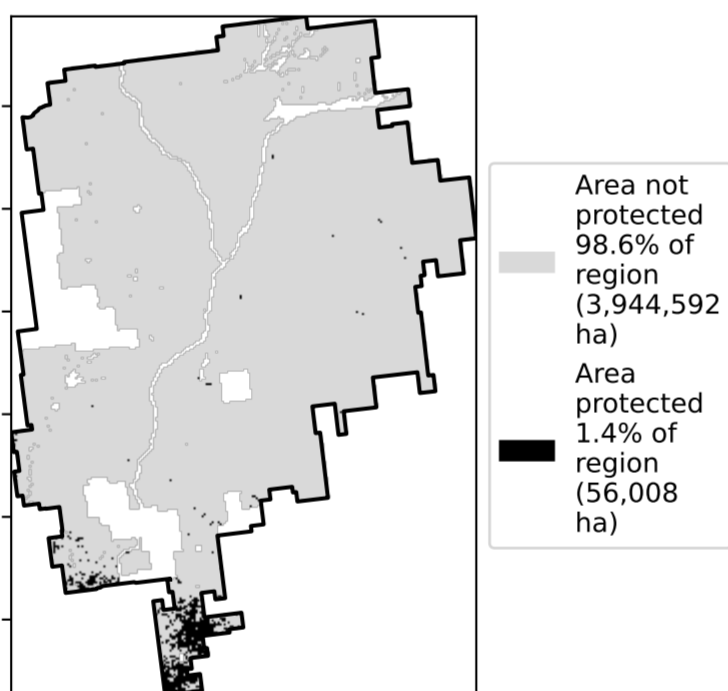 Area not
protected
98.6% of
region
(3,944,592
ha)
Area
protected
1.4% of
region
(56,008
ha)